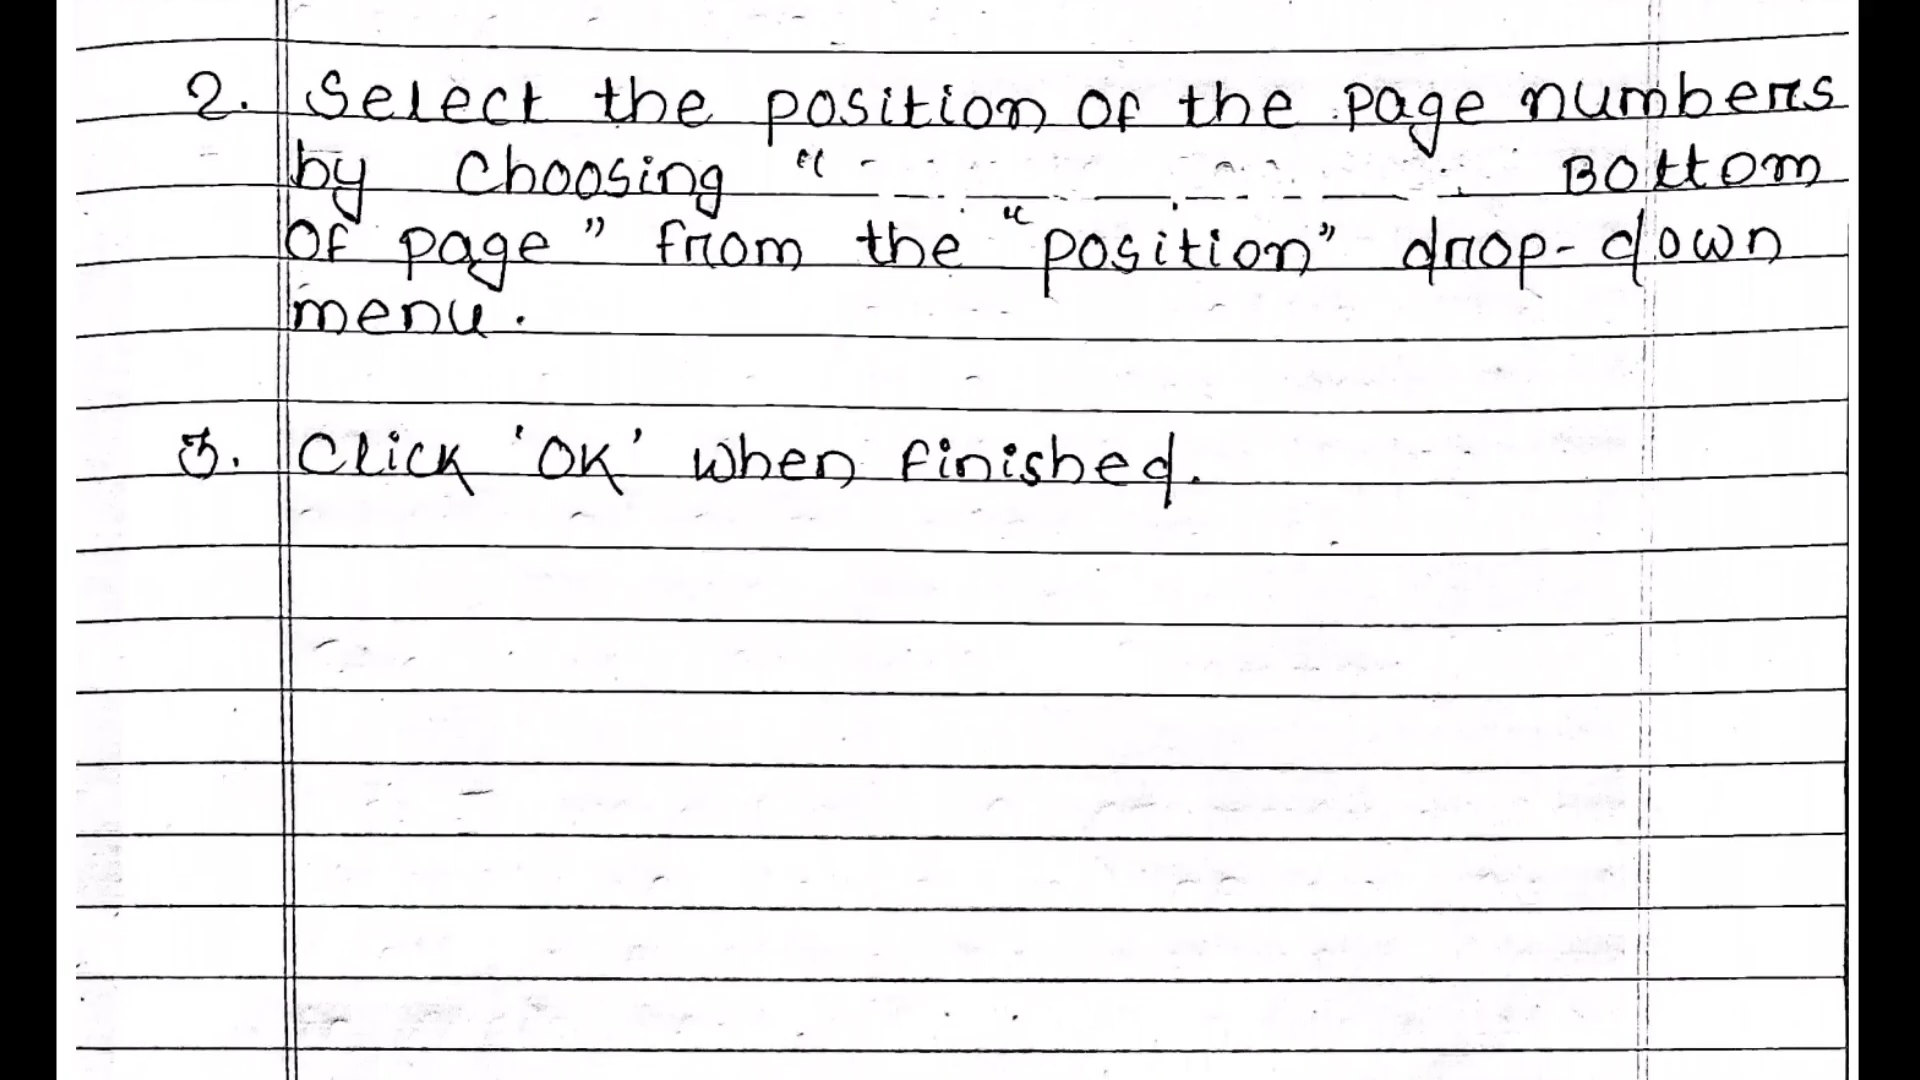 2. Select the position of the page numbers
by choosing “ Bottom
of page” from the “position” drop-down
menu.
3. Click 'OK' when finished.